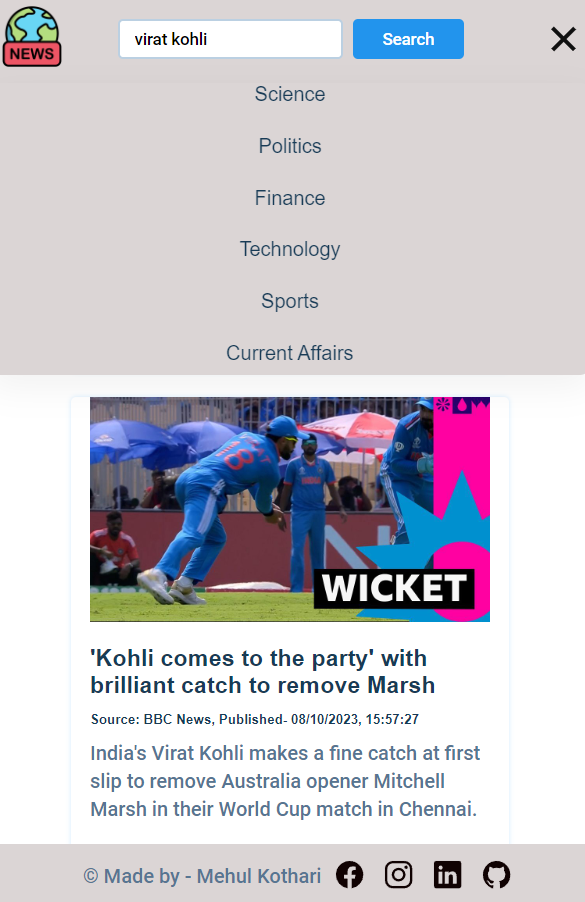 NEWS
virat kohli
Search
Science
Politics
Finance
Technology
Sports
Current Affairs
18
WICKET
'Kohli comes to the party' with
brilliant catch to remove Marsh
Source: BBC News, Published- 08/10/2023, 15:57:27
India's Virat Kohli makes a fine catch at first
slip to remove Australia opener Mitchell
Marsh in their World Cup match in Chennai.
© Made by - Mehul Kothari